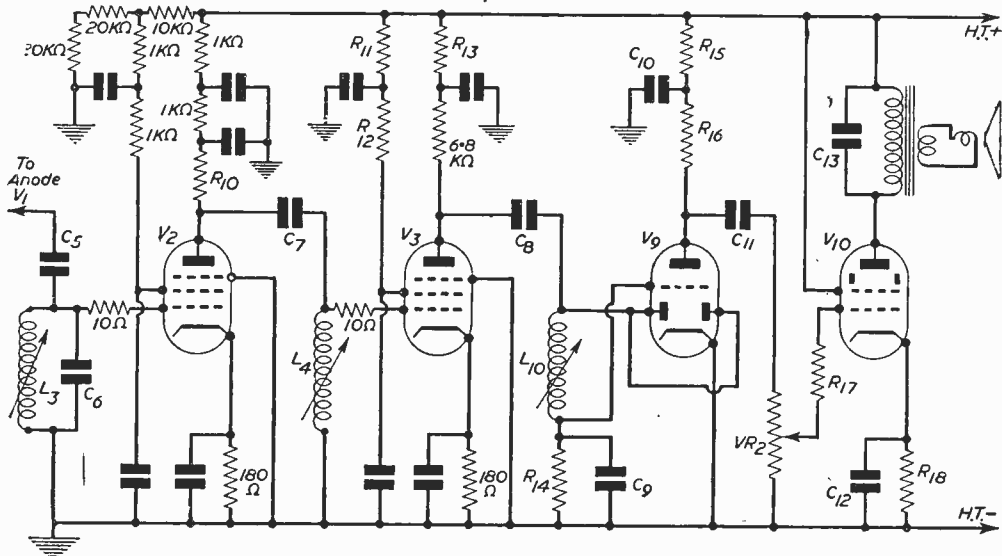 20KΩ
10KΩ
20KΩ
1KΩ
1KΩ
1KΩ
1KΩ
R10
To
Anode
V1
C5
L3
C6
10Ω
V2
180
Ω
C7
L4
10Ω
R11
R
12
R13
6·8
KΩ
V3
180
Ω
C8
L10
R14
C9
C10
R15
R16
V9
C11
VR2
R17
V10
C13
C12
R18
H.T.+
H.T.-